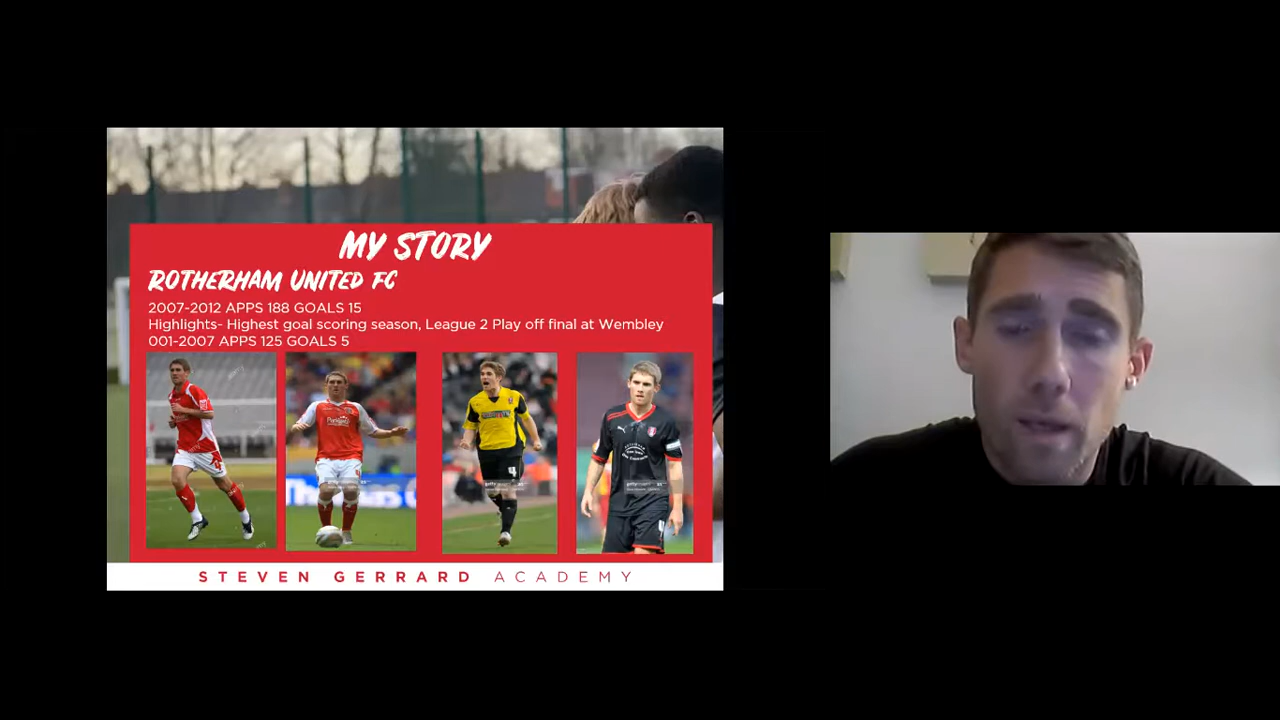 MY STORY
ROTHERHAM UNITED FC
2007-2012 APPS 188 GOALS 15
Highlights- Highest goal scoring season, League 2 Play off final at Wembley
001-2007 APPS 125 GOALS 5
STEVEN GERRARD ACADEMY